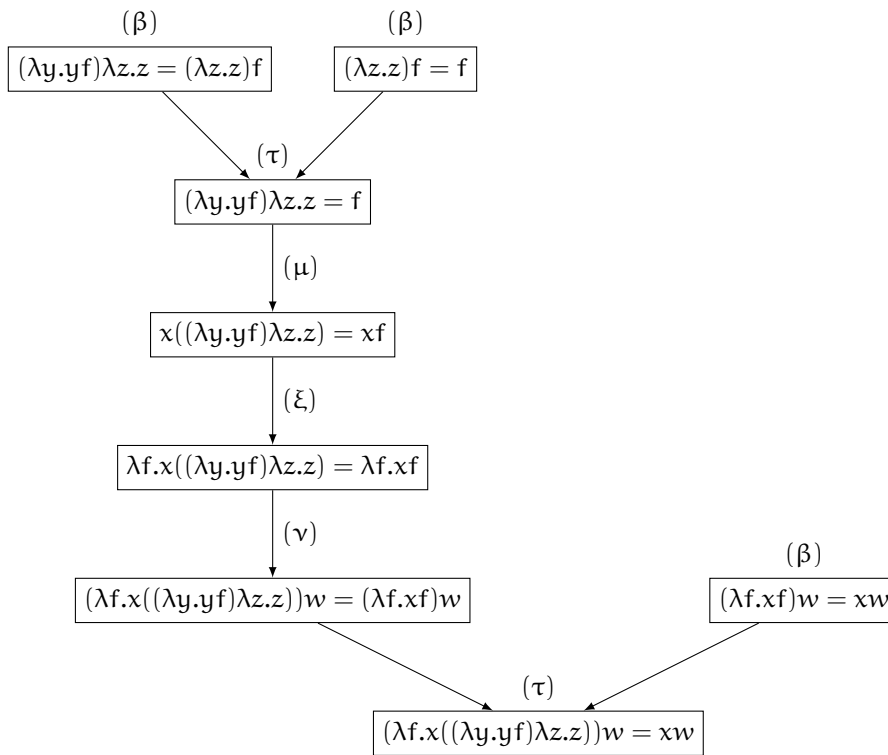 (β) (β)
(λy.yf)λz.z = (λz.z)f (λz.z)f = f
(τ)
(λy.yf)λz.z = f
(μ)
x((λy.yf)λz.z) = xf
(ξ)
λf.x((λy.yf)λz.z) = λf.xf
(ν)
(β)
(λf.x((λy.yf)λz.z))w = (λf.xf)w (λf.xf)w = xw
(τ)
(λf.x((λy.yf)λz.z))w = xw